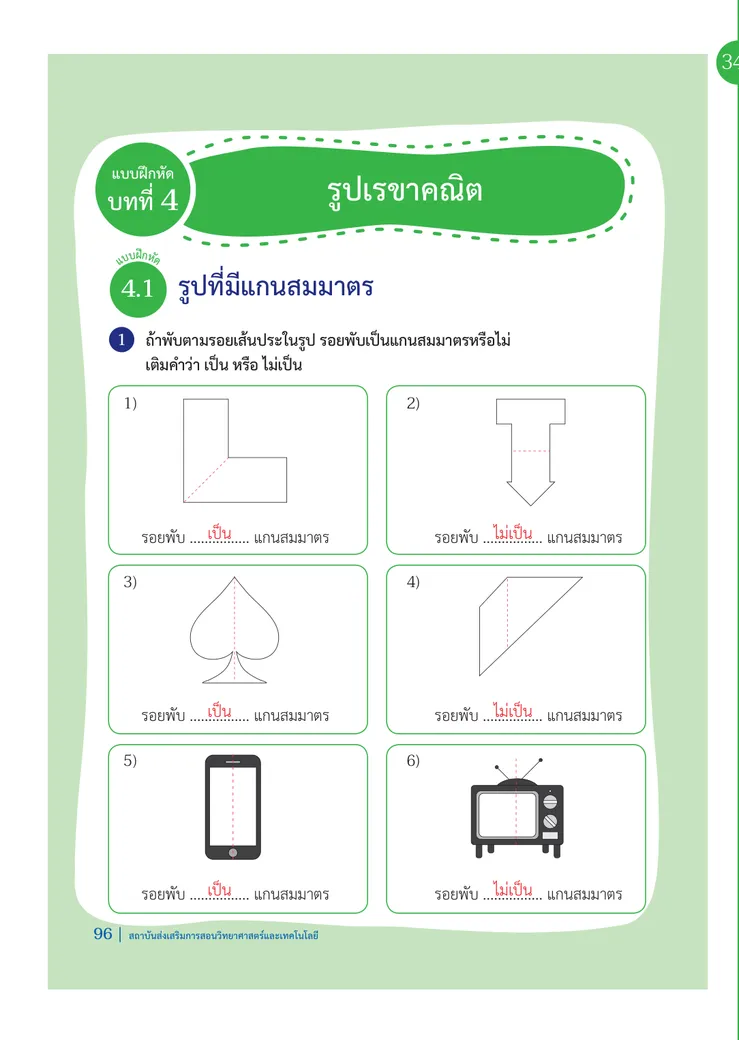 34
แบบฝึกหัด
บทที่ 4
รูปเรขาคณิต
แบบฝึกหัด
4.1
รูปที่มีแกนสมมาตร
1 ถ้าพับตามรอยเส้นประในรูป รอยพับเป็นแกนสมมาตรหรือไม่
เติมคำว่า เป็น หรือ ไม่เป็น
1)
รอยพับ ......เป็น...... แกนสมมาตร
2)
รอยพับ ......ไม่เป็น...... แกนสมมาตร
3)
รอยพับ ......เป็น...... แกนสมมาตร
4)
รอยพับ ......ไม่เป็น...... แกนสมมาตร
5)
รอยพับ ......เป็น...... แกนสมมาตร
6)
รอยพับ ......ไม่เป็น...... แกนสมมาตร
96 | สถาบันส่งเสริมการสอนวิทยาศาสตร์และเทคโนโลยี